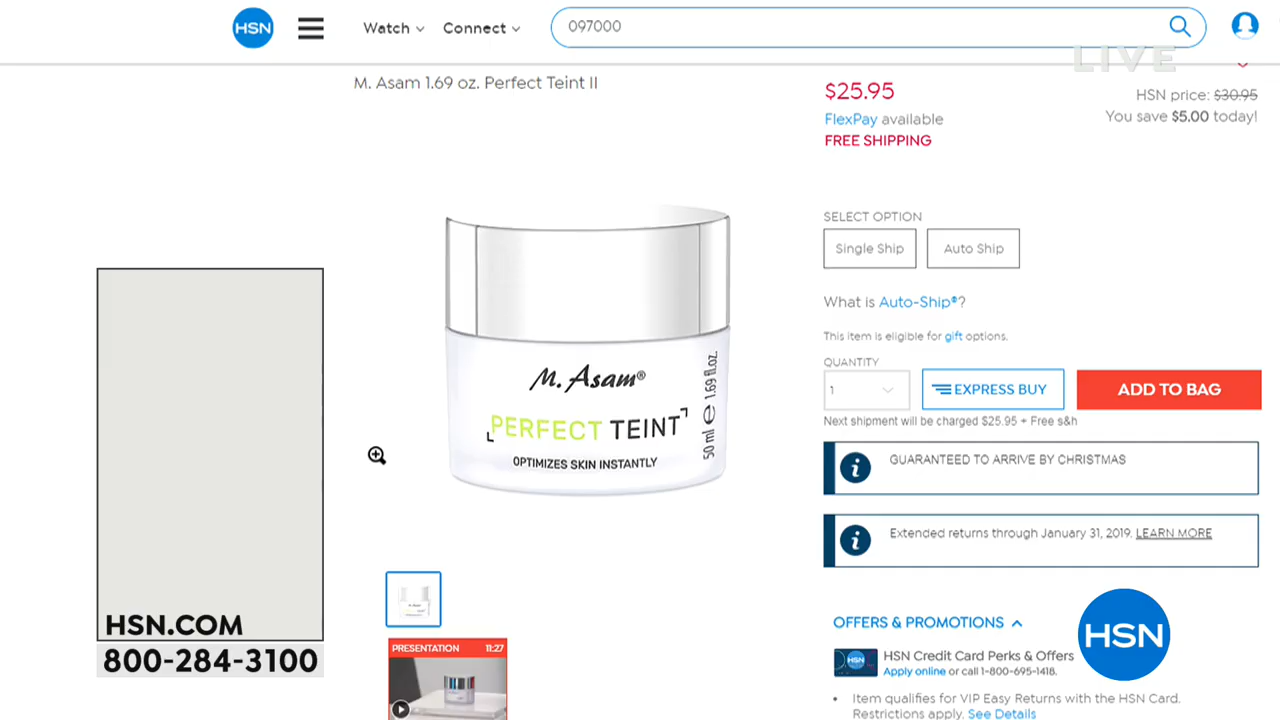 HSN
Watch
Connect
097000
LIVE
M. Asam 1.69 oz. Perfect Teint II
$25.95
HSN price: $30.95
FlexPay available
You save $5.00 today!
FREE SHIPPING
SELECT OPTION
Single Ship
Auto Ship
What is Auto-Ship®?
This item is eligible for gift options.
QUANTITY
1
EXPRESS BUY
ADD TO BAG
Next shipment will be charged $25.95 + Free s&h
GUARANTEED TO ARRIVE BY CHRISTMAS
Extended returns through January 31, 2019. LEARN MORE
M. Asam®
PERFECT TEINT
OPTIMIZES SKIN INSTANTLY
50 ml ℮ 1.69 fl.oz.
HSN.COM
800-284-3100
PRESENTATION 11:27
OFFERS & PROMOTIONS
HSN
HSN Credit Card Perks & Offers
Apply online or call 1-800-695-1418.
• Item qualifies for VIP Easy Returns with the HSN Card.
Restrictions apply. See Details
HSN